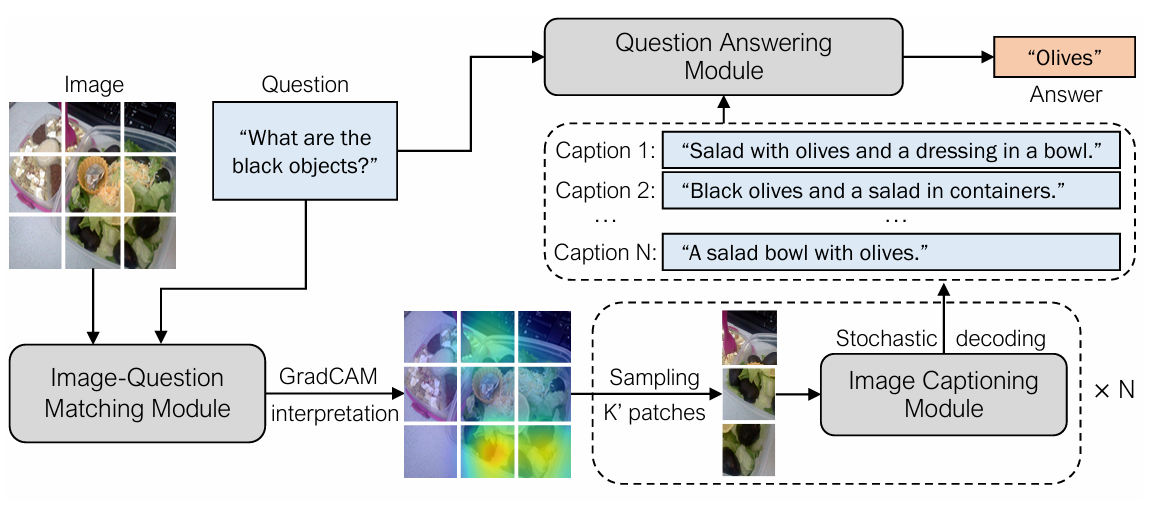 Image
Question
“What are the
black objects?”
Question Answering
Module
“Olives”
Answer
Caption 1:
“Salad with olives and a dressing in a bowl.”
Caption 2:
“Black olives and a salad in containers.”
...
...
Caption N:
“A salad bowl with olives.”
Image-Question
Matching Module
GradCAM
interpretation
Sampling
K’ patches
Stochastic decoding
Image Captioning
Module
× N